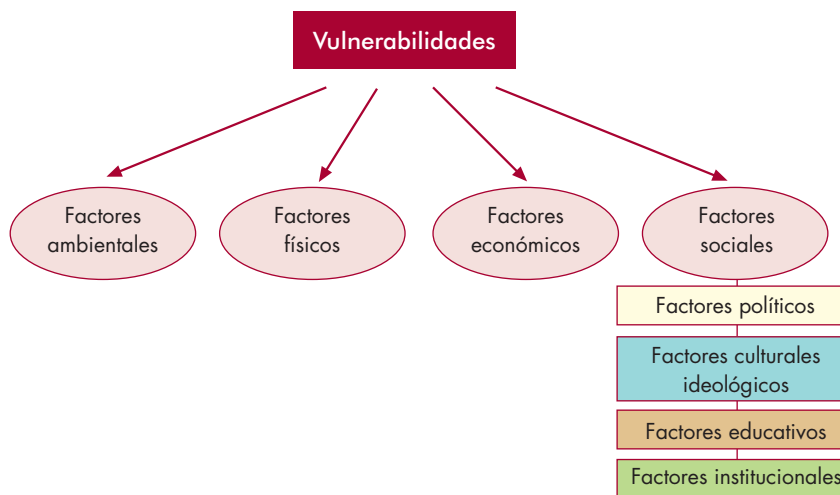 Vulnerabilidades
Factores
ambientales
Factores
físicos
Factores
económicos
Factores
sociales
Factores políticos
Factores culturales
ideológicos
Factores educativos
Factores institucionales